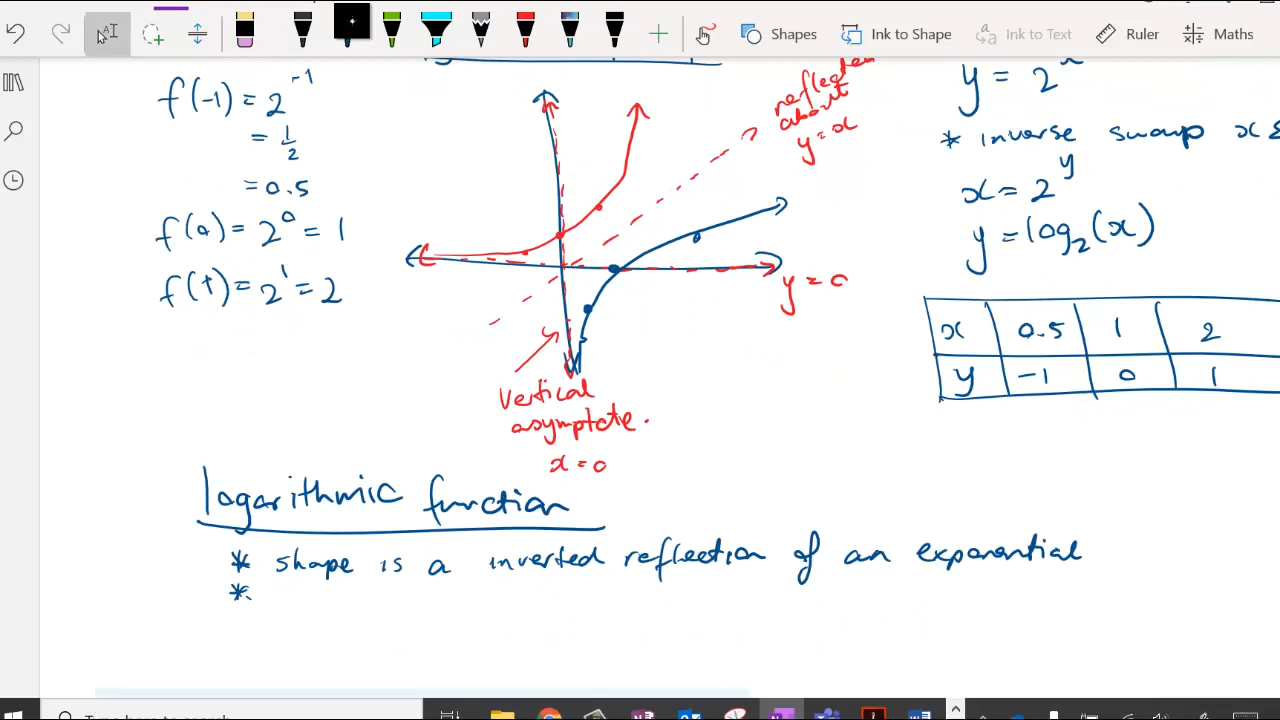 Shapes
Ink to Shape
Ink to Text
Ruler
Maths
f(-1) = 2^-1
= 1/2
= 0.5
f(0) = 2^0 = 1
f(1) = 2^1 = 2
reflected
about
y = x
y = 0
Vertical
asymptote.
x = 0
y = 2^x
* inverse swap x &
x = 2^y
y = log2(x)
x 0.5 1 2
y -1 0 1
logarithmic function
* shape is a inverted reflection of an exponential
*